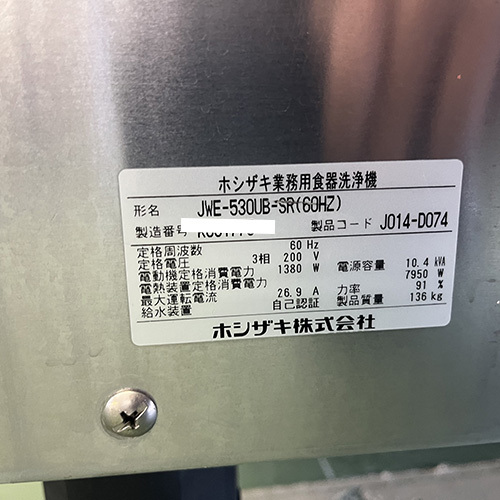 ホシザキ業務用食器洗浄機
形名 JWE-530UB-SR(60HZ)
製造番号 製品コード J014-D074
定格周波数 60 Hz
定格電圧 3相 200 V 電源容量 10.4 kVA
電動機定格消費電力 1380 W
電熱装置定格消費電力 7950 W
最大運転電流 26.9 A 力率 91 %
給水装置 自己認証 製品質量 136 kg
ホシザキ株式会社